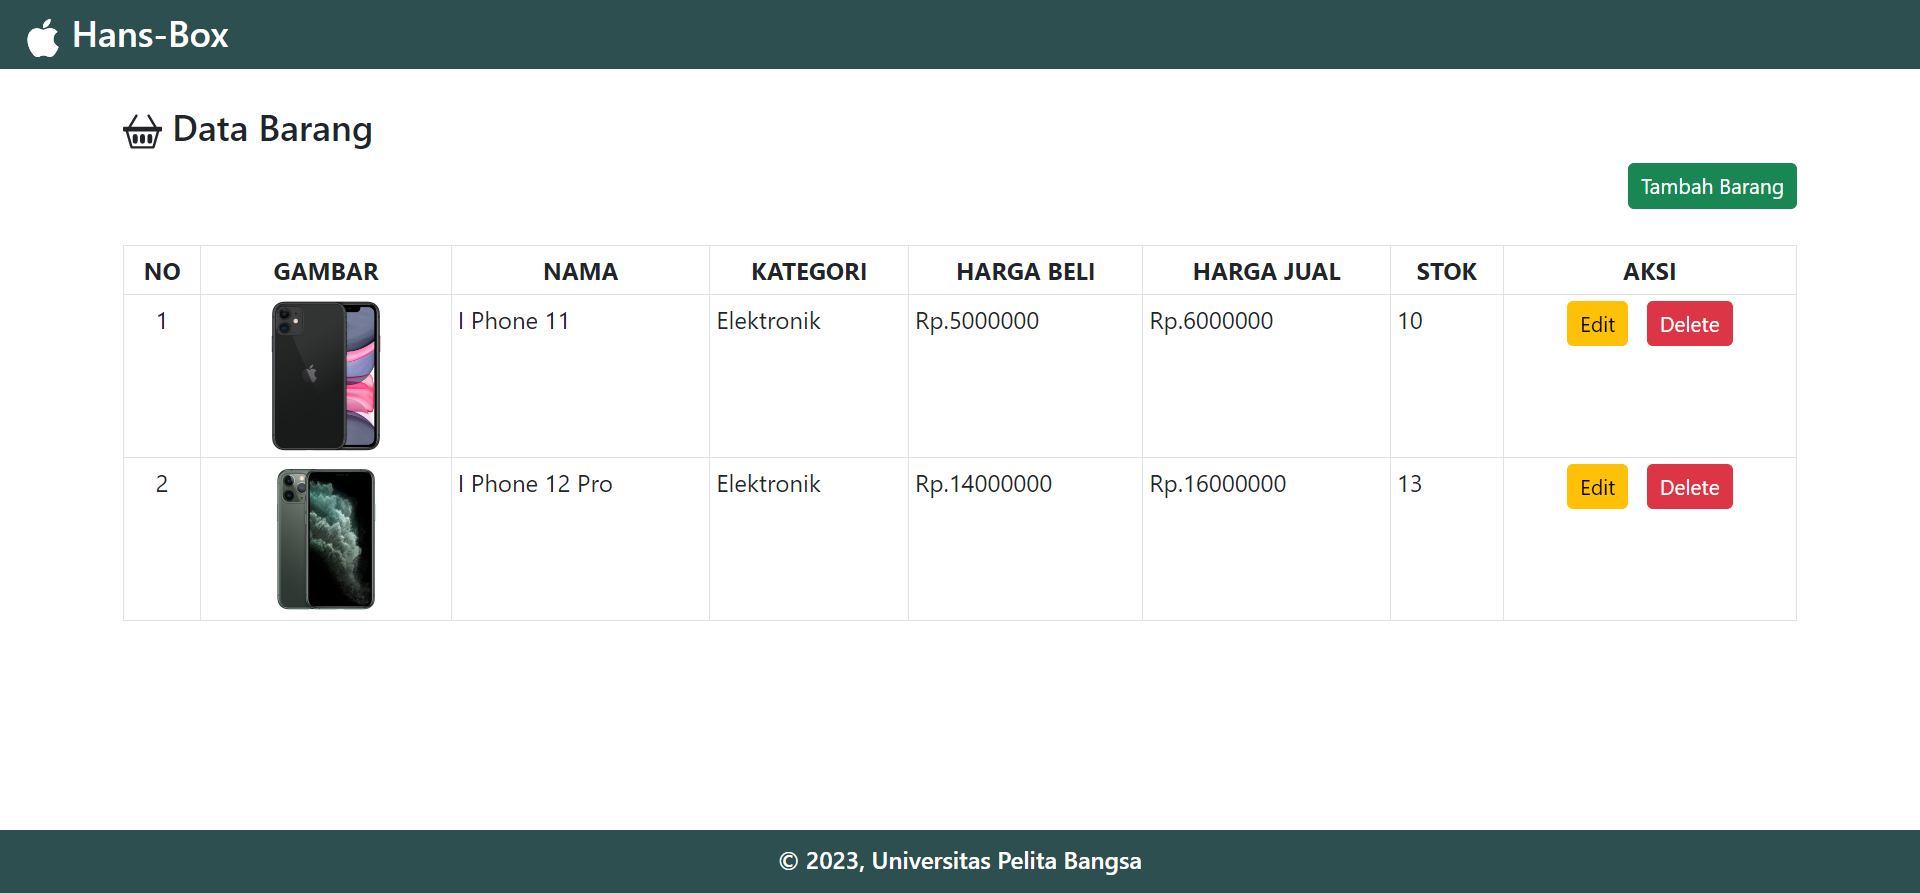 Hans-Box
Data Barang
Tambah Barang
NO GAMBAR NAMA KATEGORI HARGA BELI HARGA JUAL STOK AKSI
1 I Phone 11 Elektronik Rp.5000000 Rp.6000000 10 Edit Delete
2 I Phone 12 Pro Elektronik Rp.14000000 Rp.16000000 13 Edit Delete
© 2023, Universitas Pelita Bangsa